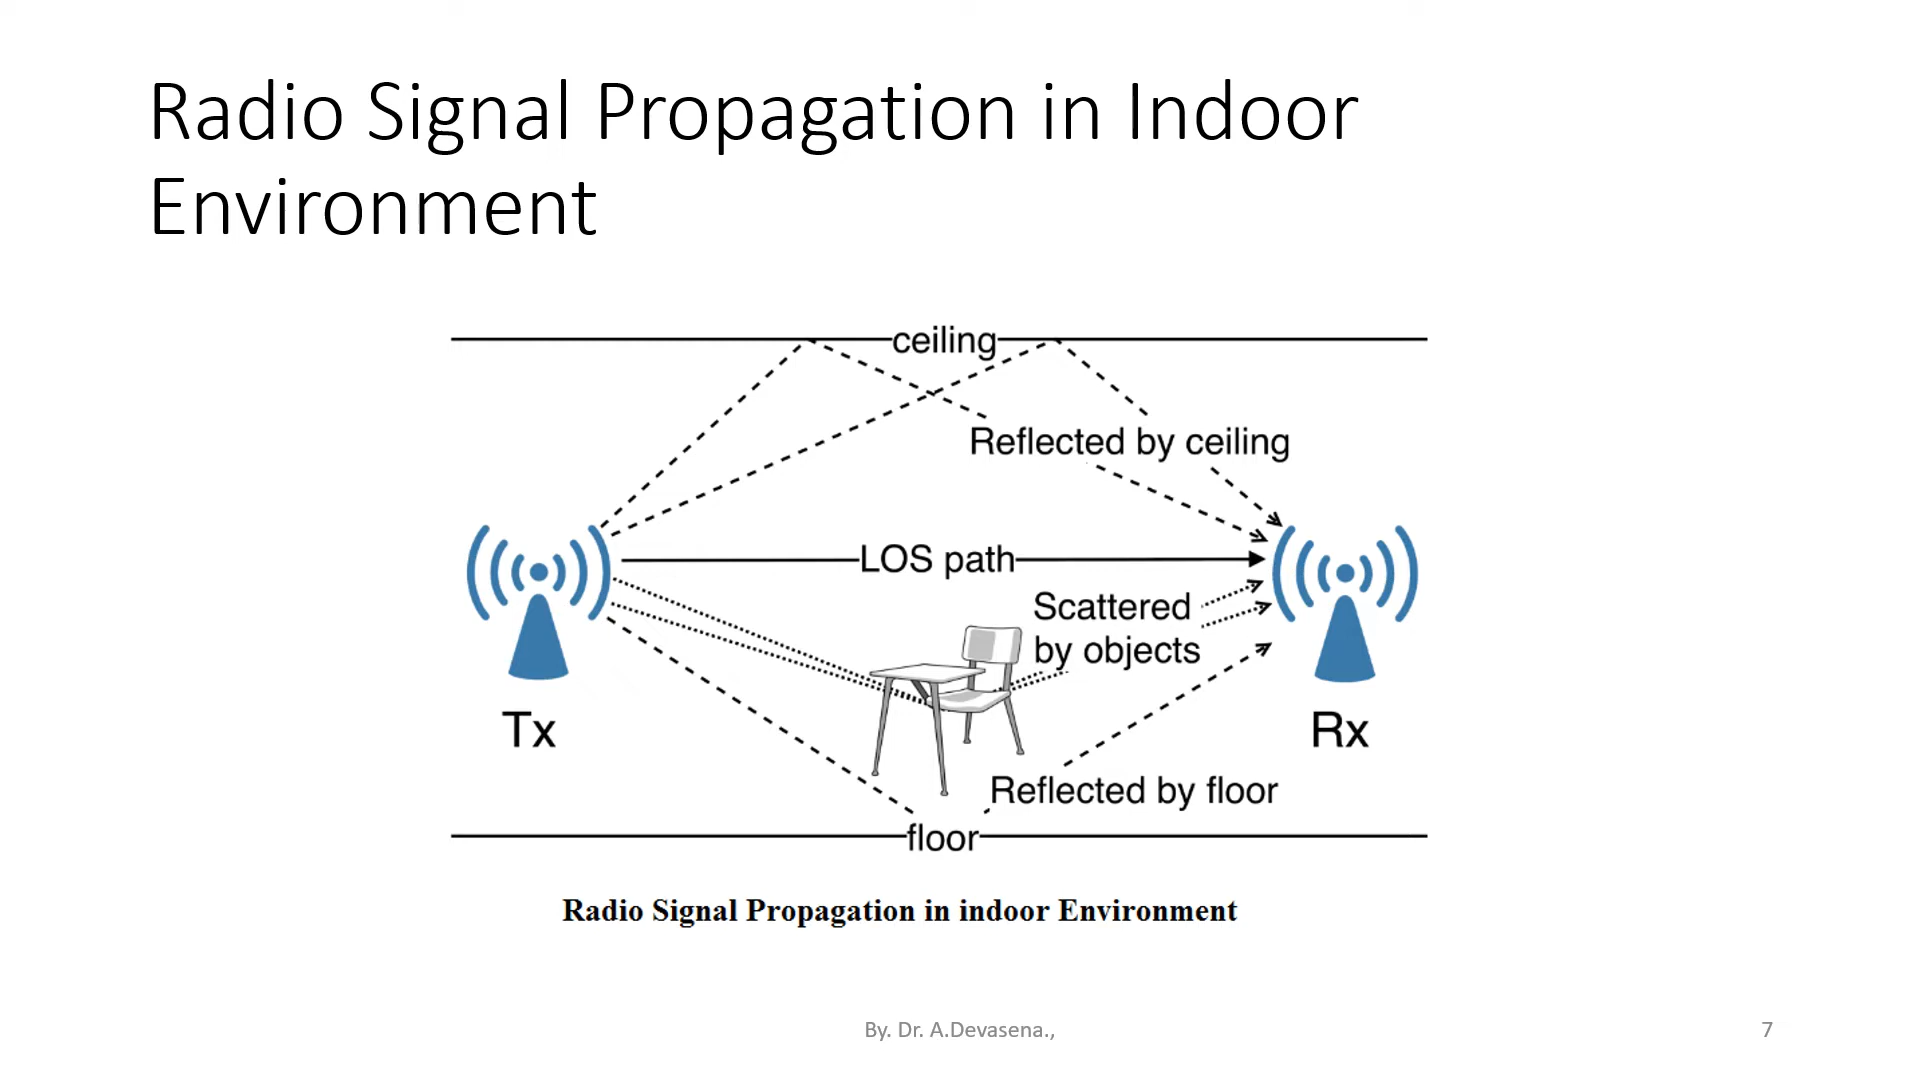 Radio Signal Propagation in Indoor
Environment
ceiling
Reflected by ceiling
LOS path
Scattered
by objects
Tx
Rx
Reflected by floor
floor
Radio Signal Propagation in indoor Environment
By. Dr. A.Devasena.,
7